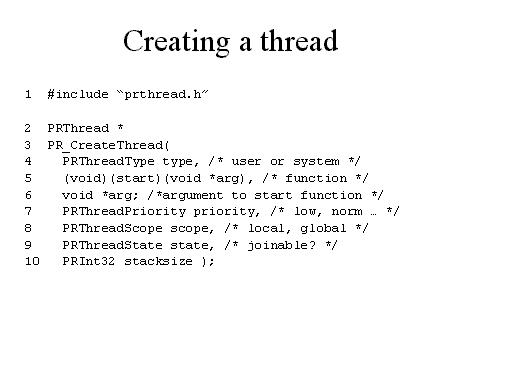 Creating a thread
1 #include “prthread.h”
2 PRThread *
3 PR_CreateThread(
4 PRThreadType type, /* user or system */
5 (void)(start)(void *arg), /* function */
6 void *arg; /*argument to start function */
7 PRThreadPriority priority, /* low, norm … */
8 PRThreadScope scope, /* local, global */
9 PRThreadState state, /* joinable? */
10 PRInt32 stacksize );